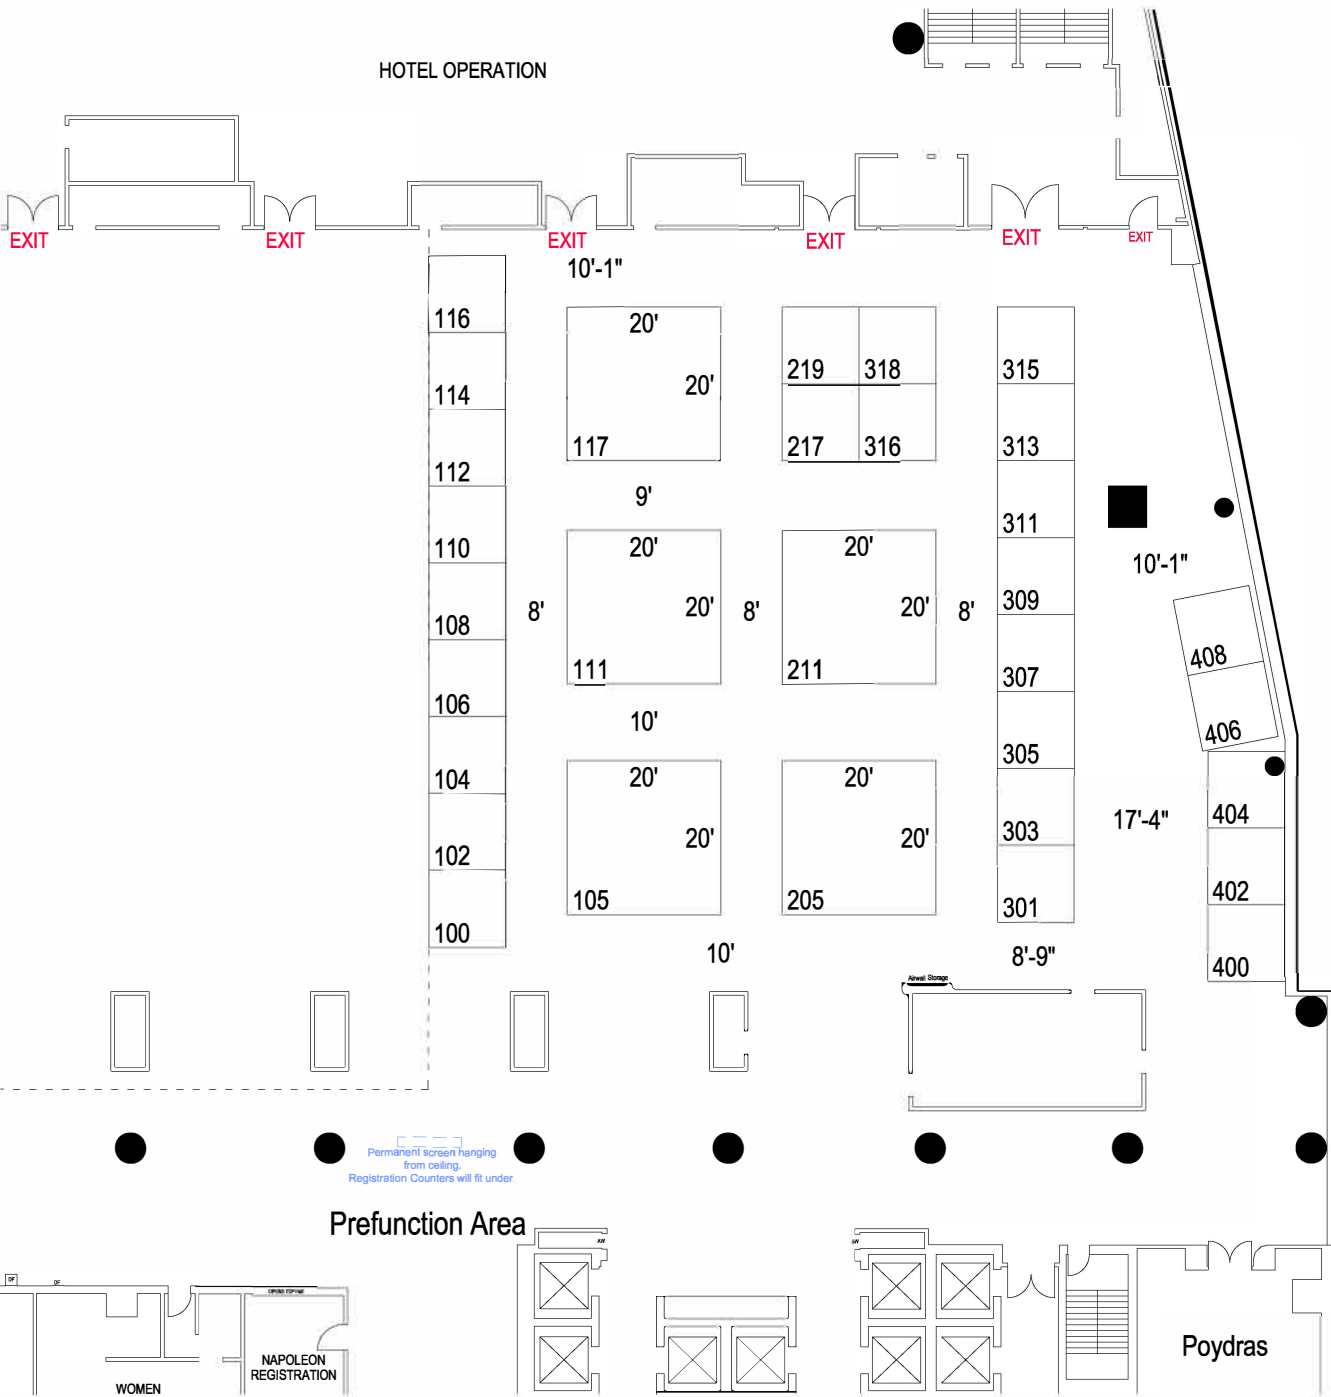 HOTEL OPERATION
EXIT
EXIT
EXIT
EXIT
EXIT
EXIT
10'-1"
116
20'
219
318
315
20'
114
117
217
316
313
112
9'
311
110
20'
20'
10'-1"
8'
20'
8'
20'
8'
309
108
408
111
211
307
106
10'
406
305
104
20'
20'
17'-4"
404
303
20'
20'
102
402
105
205
301
100
10'
8'-9"
400
Airwall Storage
Permanent screen hanging
from ceiling.
Registration Counters will fit under
Prefunction Area
AW
AW
DF
DF
NAPOLEON
REGISTRATION
WOMEN
Poydras